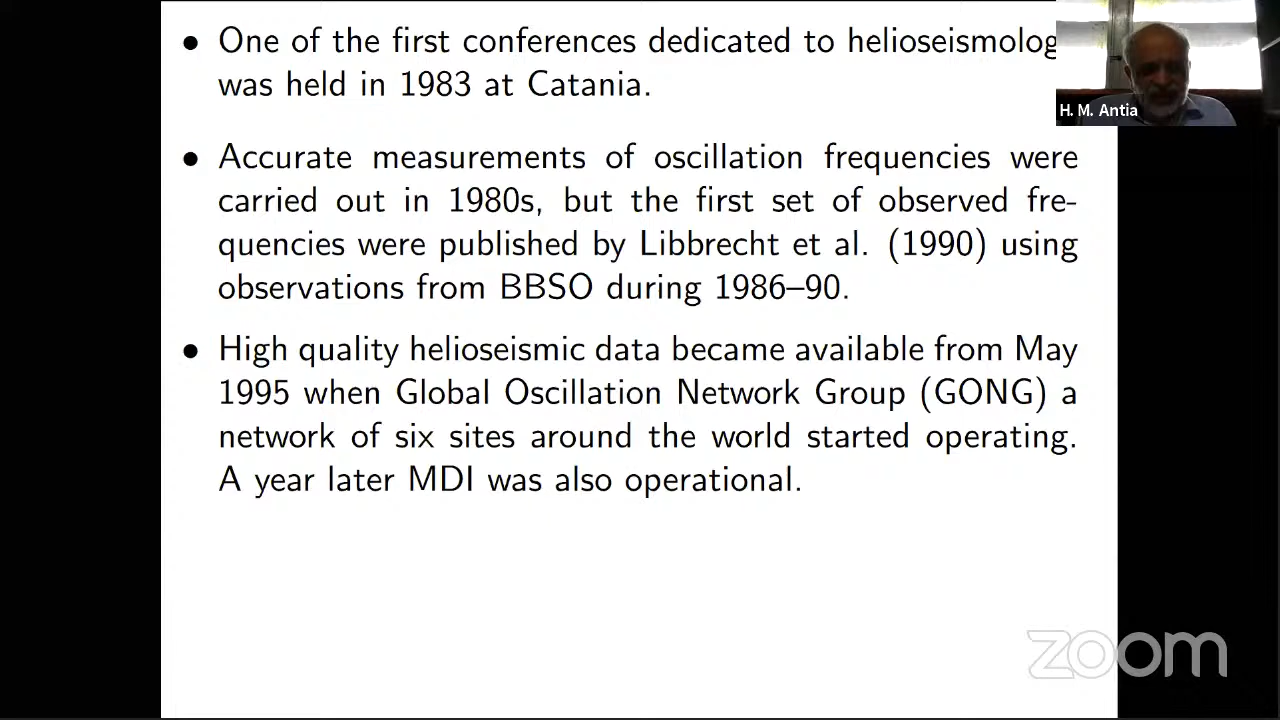 • One of the first conferences dedicated to helioseismolog
was held in 1983 at Catania.
H. M. Antia
• Accurate measurements of oscillation frequencies were
carried out in 1980s, but the first set of observed fre-
quencies were published by Libbrecht et al. (1990) using
observations from BBSO during 1986–90.
• High quality helioseismic data became available from May
1995 when Global Oscillation Network Group (GONG) a
network of six sites around the world started operating.
A year later MDI was also operational.
zoom